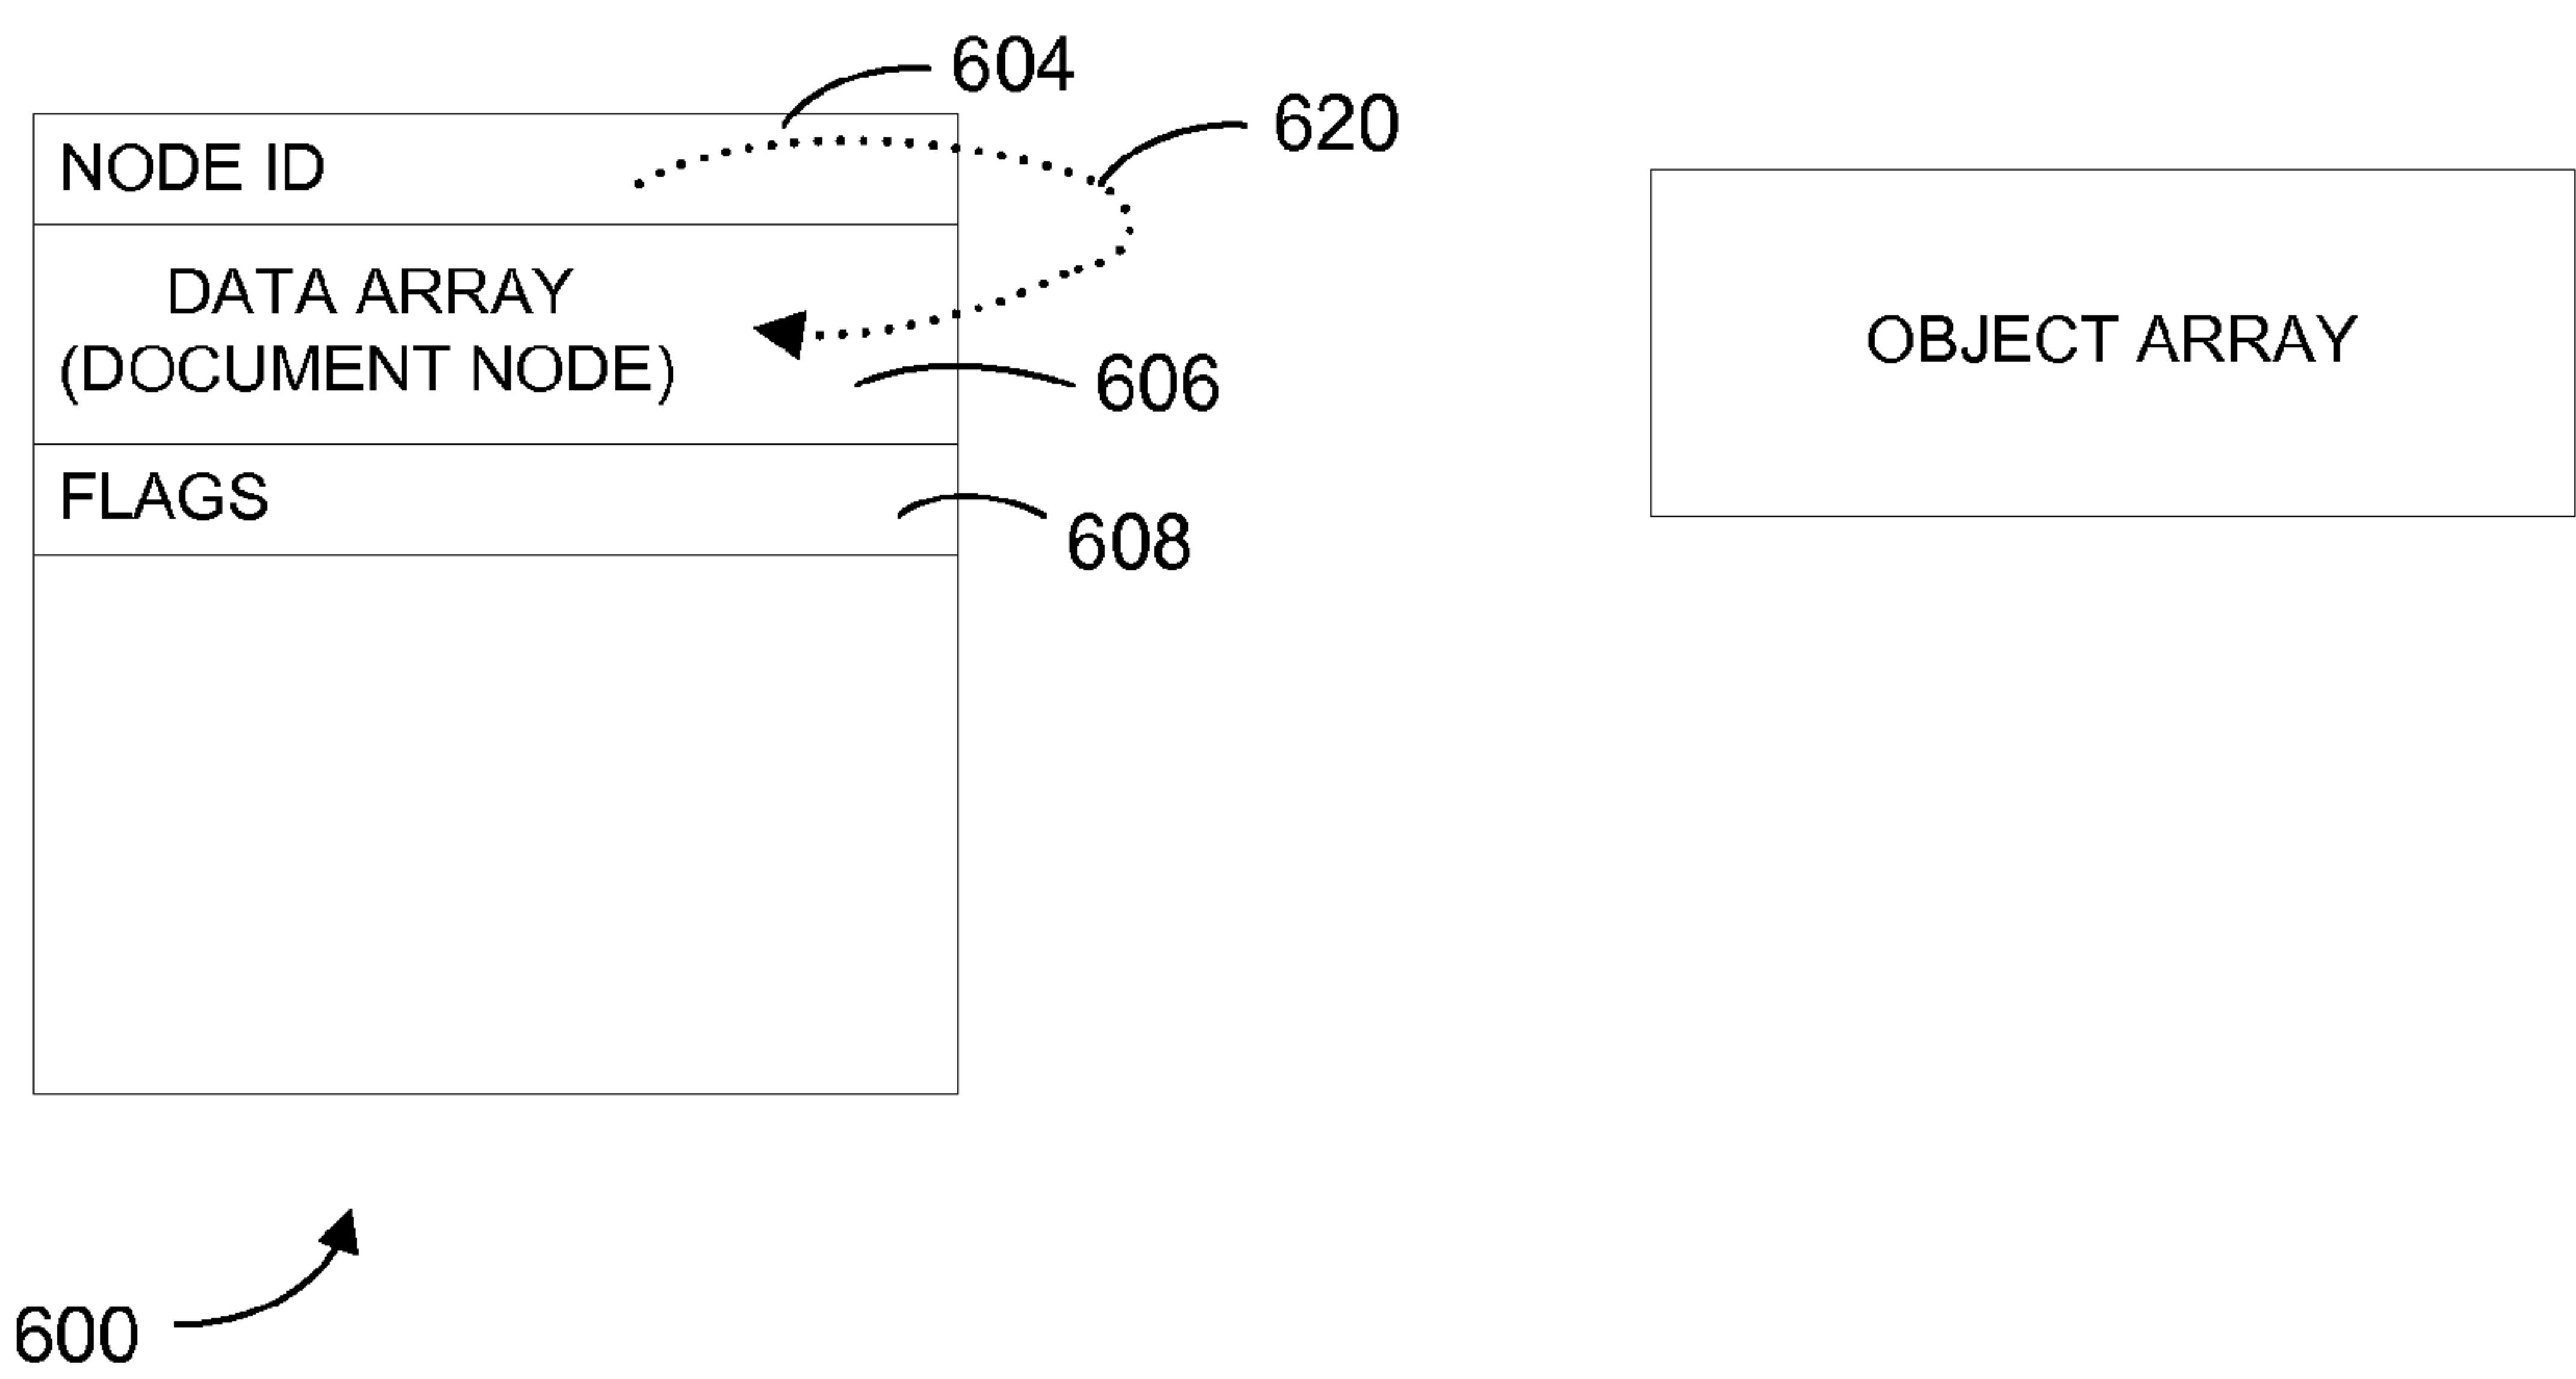 604
620
NODE ID
DATA ARRAY
(DOCUMENT NODE)
606
FLAGS
608
OBJECT ARRAY
600